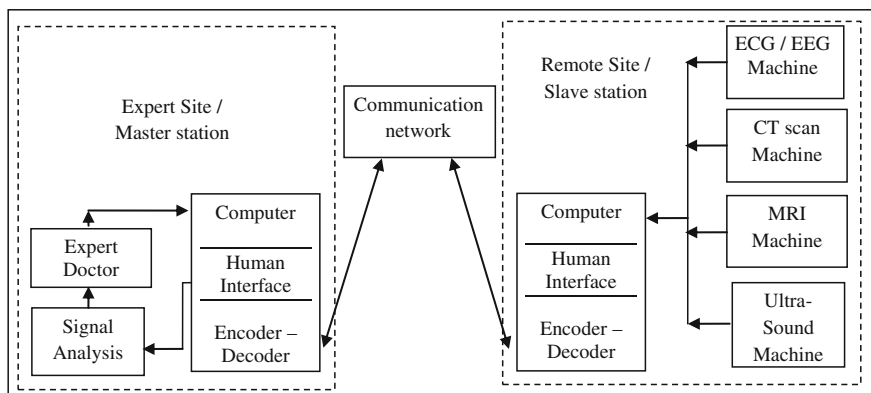 Expert Site /
Master station
Expert
Doctor
Signal
Analysis
Computer
Human
Interface
Encoder –
Decoder
Communication
network
Remote Site /
Slave station
Computer
Human
Interface
Encoder –
Decoder
ECG / EEG
Machine
CT scan
Machine
MRI
Machine
Ultra-
Sound
Machine